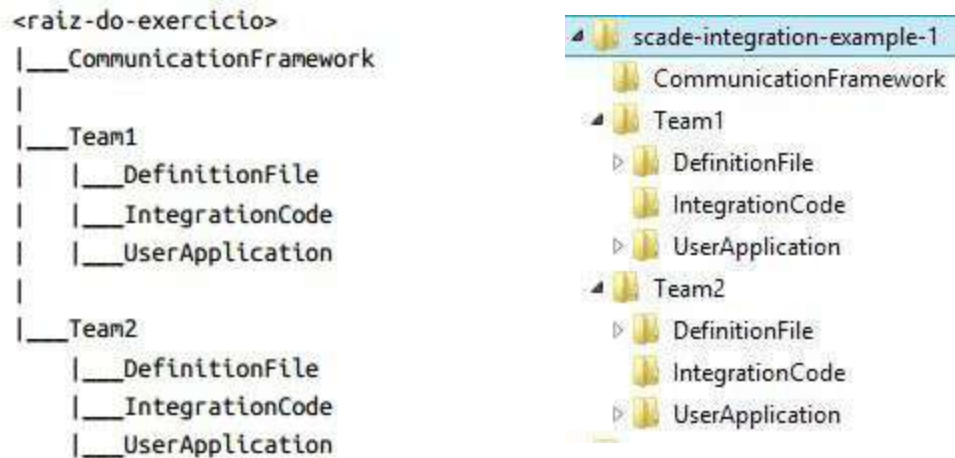 <raiz-do-exercicio>
|___CommunicationFramework
|
|___Team1
|   |___DefinitionFile
|   |___IntegrationCode
|   |___UserApplication
|
|___Team2
    |___DefinitionFile
    |___IntegrationCode
    |___UserApplication
scade-integration-example-1
CommunicationFramework
Team1
DefinitionFile
IntegrationCode
UserApplication
Team2
DefinitionFile
IntegrationCode
UserApplication